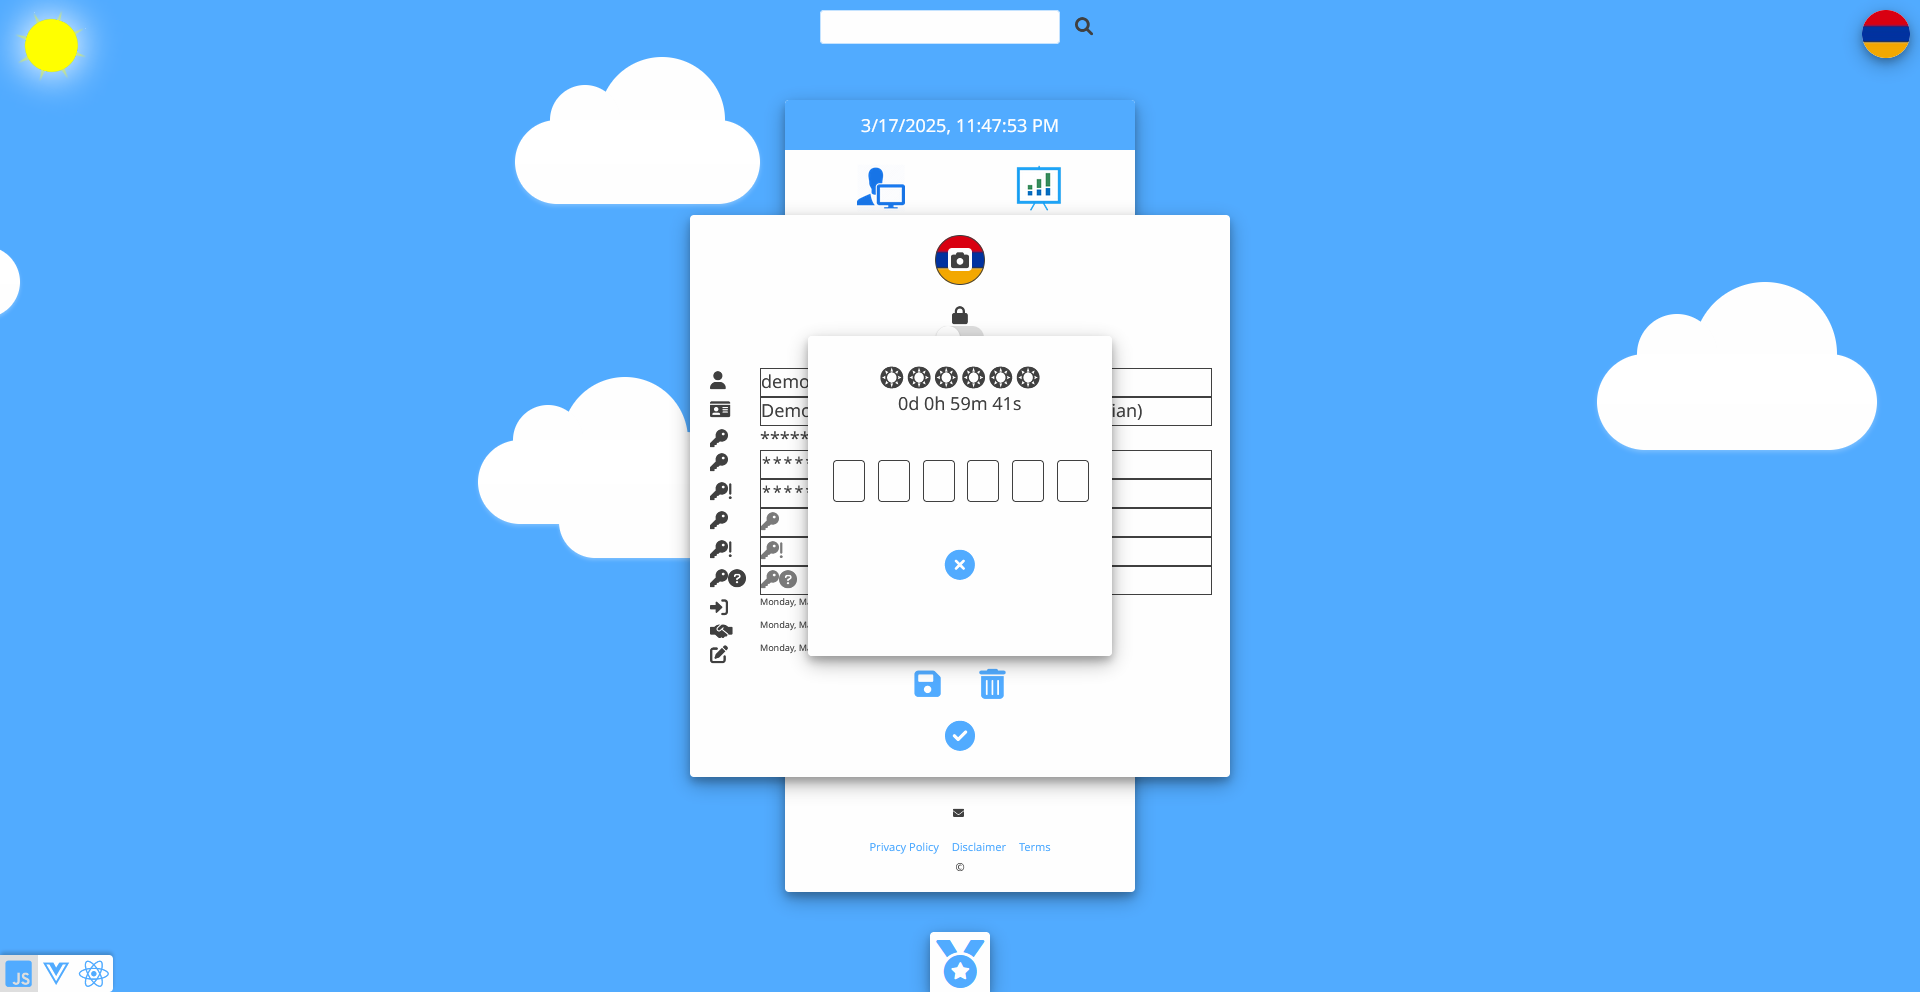 3/17/2025, 11:47:53 PM
0d 0h 59m 41s
demo
Demo
ian)
*****
****
****
!
!
?
?
Monday, M
Monday, M
Monday, M
Privacy Policy Disclaimer Terms
©
JS